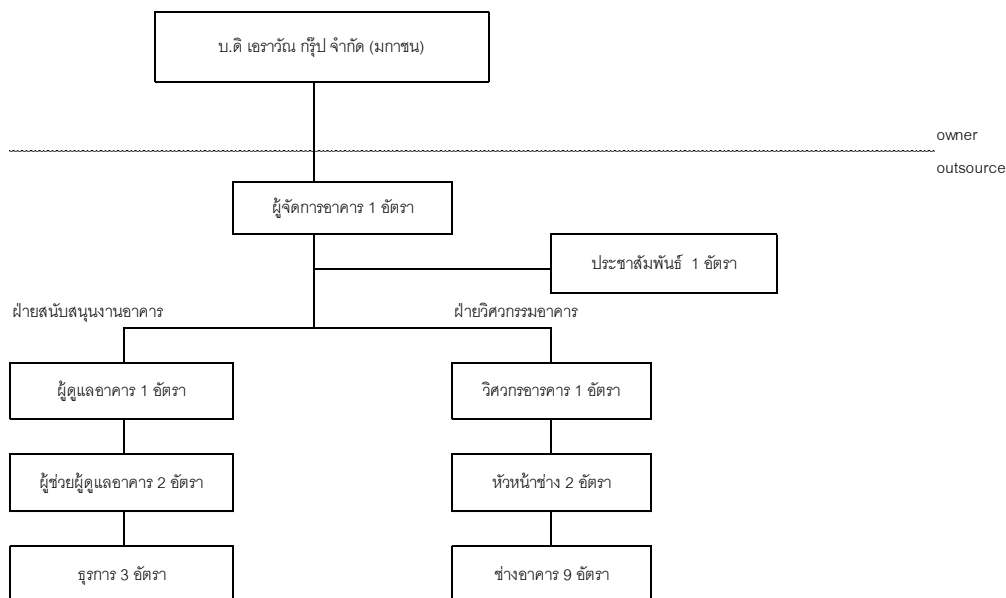 บ.ดิ เอราวัณ กรุ๊ป จำกัด (มกาชน)
owner
outsource
ผู้จัดการอาคาร 1 อัตรา
ประชาสัมพันธ์ 1 อัตรา
ฝ่ายสนับสนุนงานอาคาร
ฝ่ายวิศวกรรมอาคาร
ผู้ดูแลอาคาร 1 อัตรา
วิศวกรอารคาร 1 อัตรา
ผู้ช่วยผู้ดูแลอาคาร 2 อัตรา
หัวหน้าช่าง 2 อัตรา
ธุรการ 3 อัตรา
ช่างอาคาร 9 อัตรา